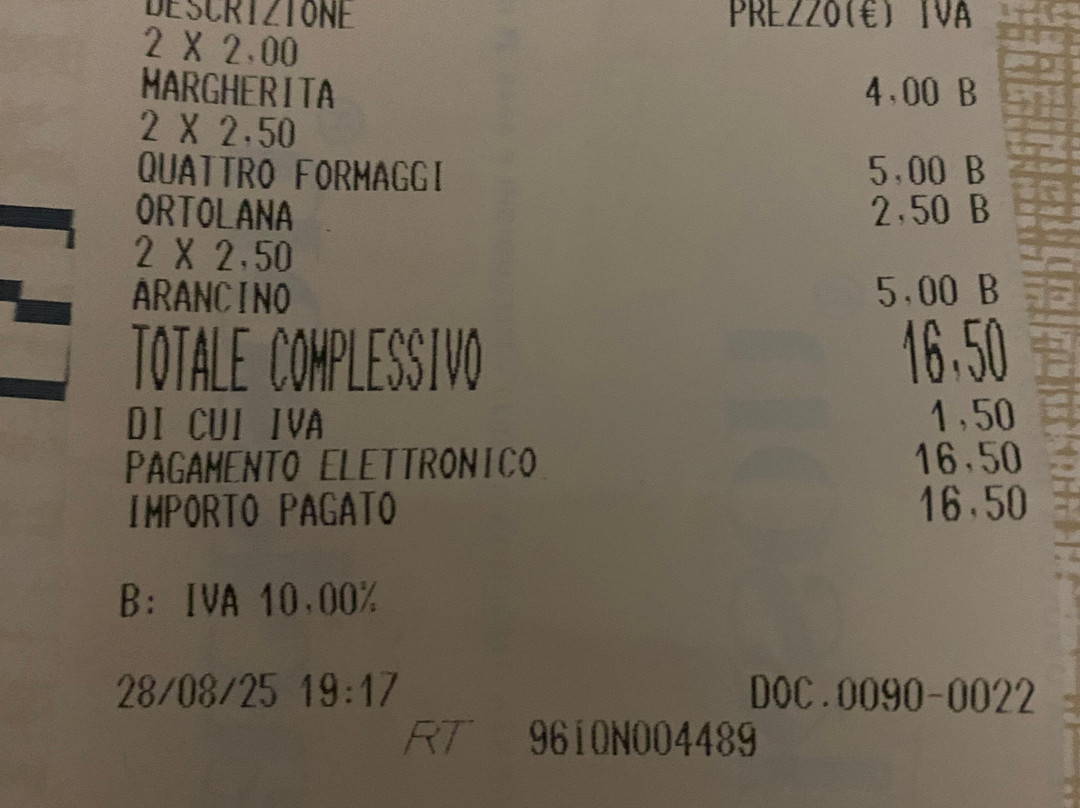 DESCRIZIONE PREZZO(€) IVA
2 X 2,00
MARGHERITA 4,00 B
2 X 2,50
QUATTRO FORMAGGI 5,00 B
ORTOLANA 2,50 B
2 X 2,50
ARANCINO 5,00 B
TOTALE COMPLESSIVO 16,50
DI CUI IVA 1,50
PAGAMENTO ELETTRONICO 16,50
IMPORTO PAGATO 16,50
B: IVA 10,00%
28/08/25 19:17 DOC.0090-0022
RT 96ION004489